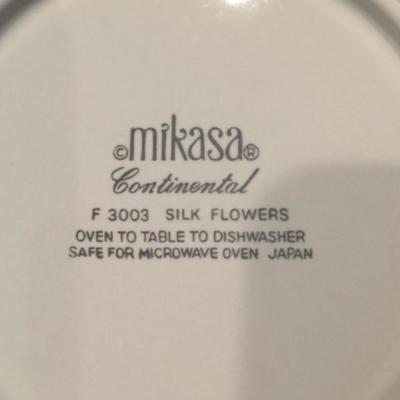 ©mikasa®
Continental
F 3003 SILK FLOWERS
OVEN TO TABLE TO DISHWASHER
SAFE FOR MICROWAVE OVEN JAPAN